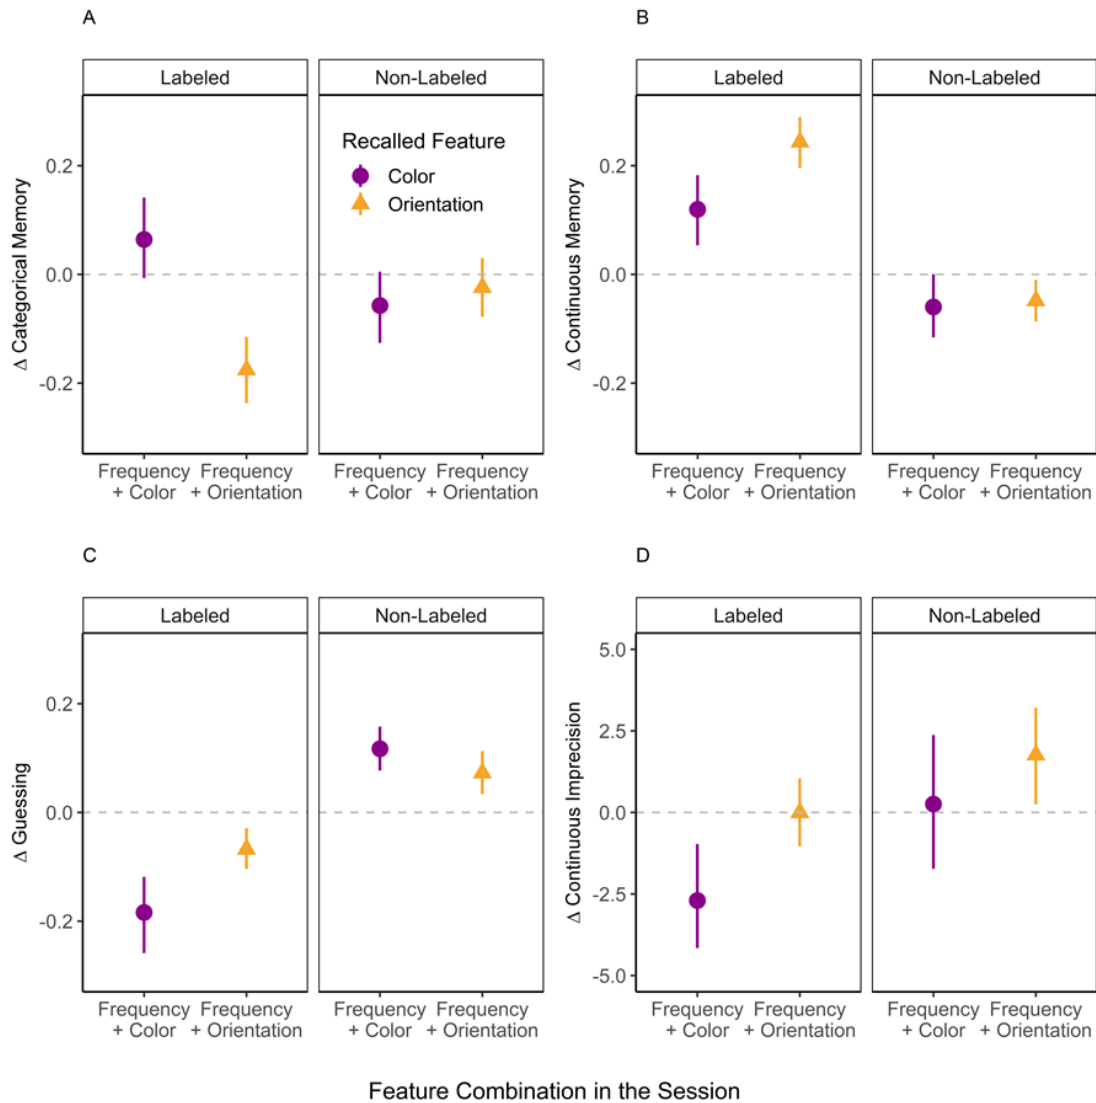 A
Labeled
Non-Labeled
Δ Categorical Memory
0.2
0.0
-0.2
Recalled Feature
Color
Orientation
Frequency
+ Color
Frequency
+ Orientation
Frequency
+ Color
Frequency
+ Orientation
B
Labeled
Non-Labeled
Δ Continuous Memory
0.2
0.0
-0.2
Frequency
+ Color
Frequency
+ Orientation
Frequency
+ Color
Frequency
+ Orientation
C
Labeled
Non-Labeled
Δ Guessing
0.2
0.0
-0.2
Frequency
+ Color
Frequency
+ Orientation
Frequency
+ Color
Frequency
+ Orientation
D
Labeled
Non-Labeled
Δ Continuous Imprecision
5.0
2.5
0.0
-2.5
-5.0
Frequency
+ Color
Frequency
+ Orientation
Frequency
+ Color
Frequency
+ Orientation
Feature Combination in the Session